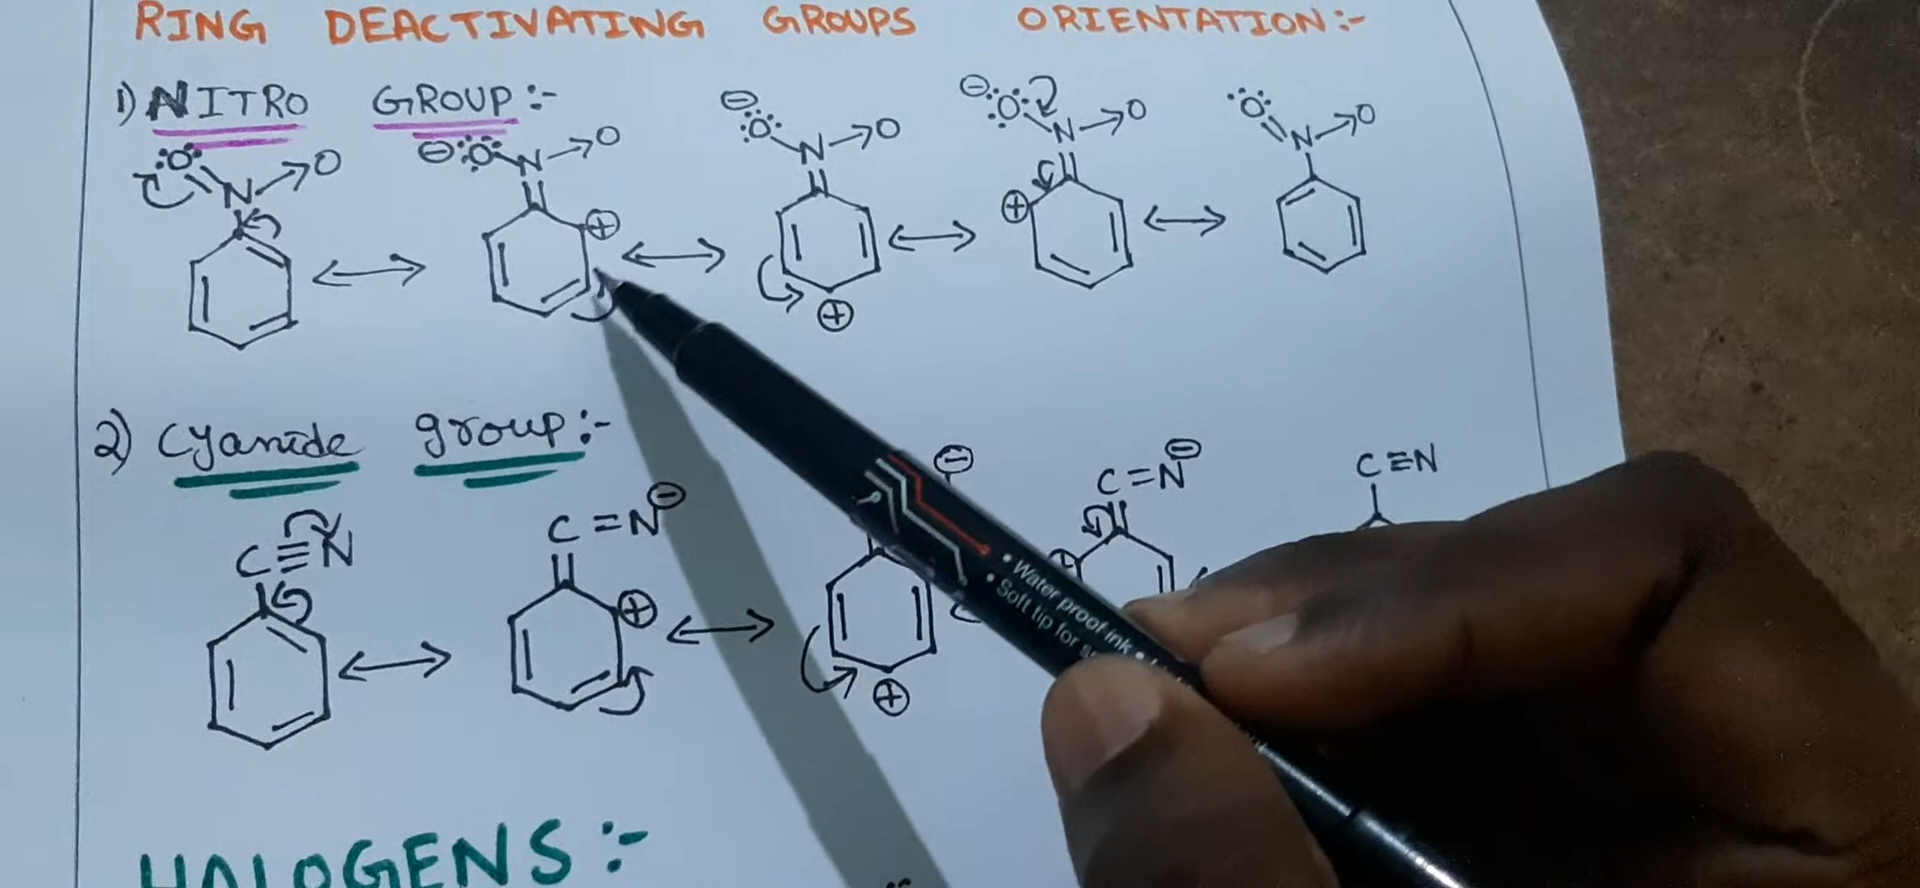 RING DEACTIVATING GROUPS ORIENTATION:-
1) NITRO GROUP:-
⊖ :O: N→O
:O: N→O ⊖ :O: N→O ⊖ :O: N→O :O: N→O
⊕ ⊕ ⊕
2) Cyanide group:-
C≡N C=N⊖ ⊖ C=N⊖ C≡N
⊕ ⊕ ⊕
• Water proof ink •
• Soft tip for
HALOGENS:-